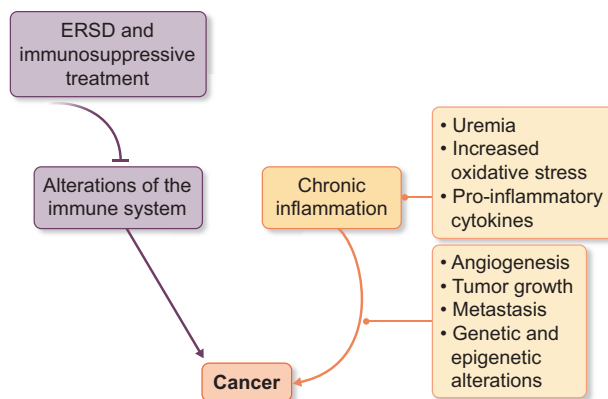 ERSD and
immunosuppressive
treatment
Alterations of the
immune system
Chronic
inflammation
• Uremia
• Increased
oxidative stress
• Pro-inflammatory
cytokines
• Angiogenesis
• Tumor growth
• Metastasis
• Genetic and
epigenetic
alterations
Cancer